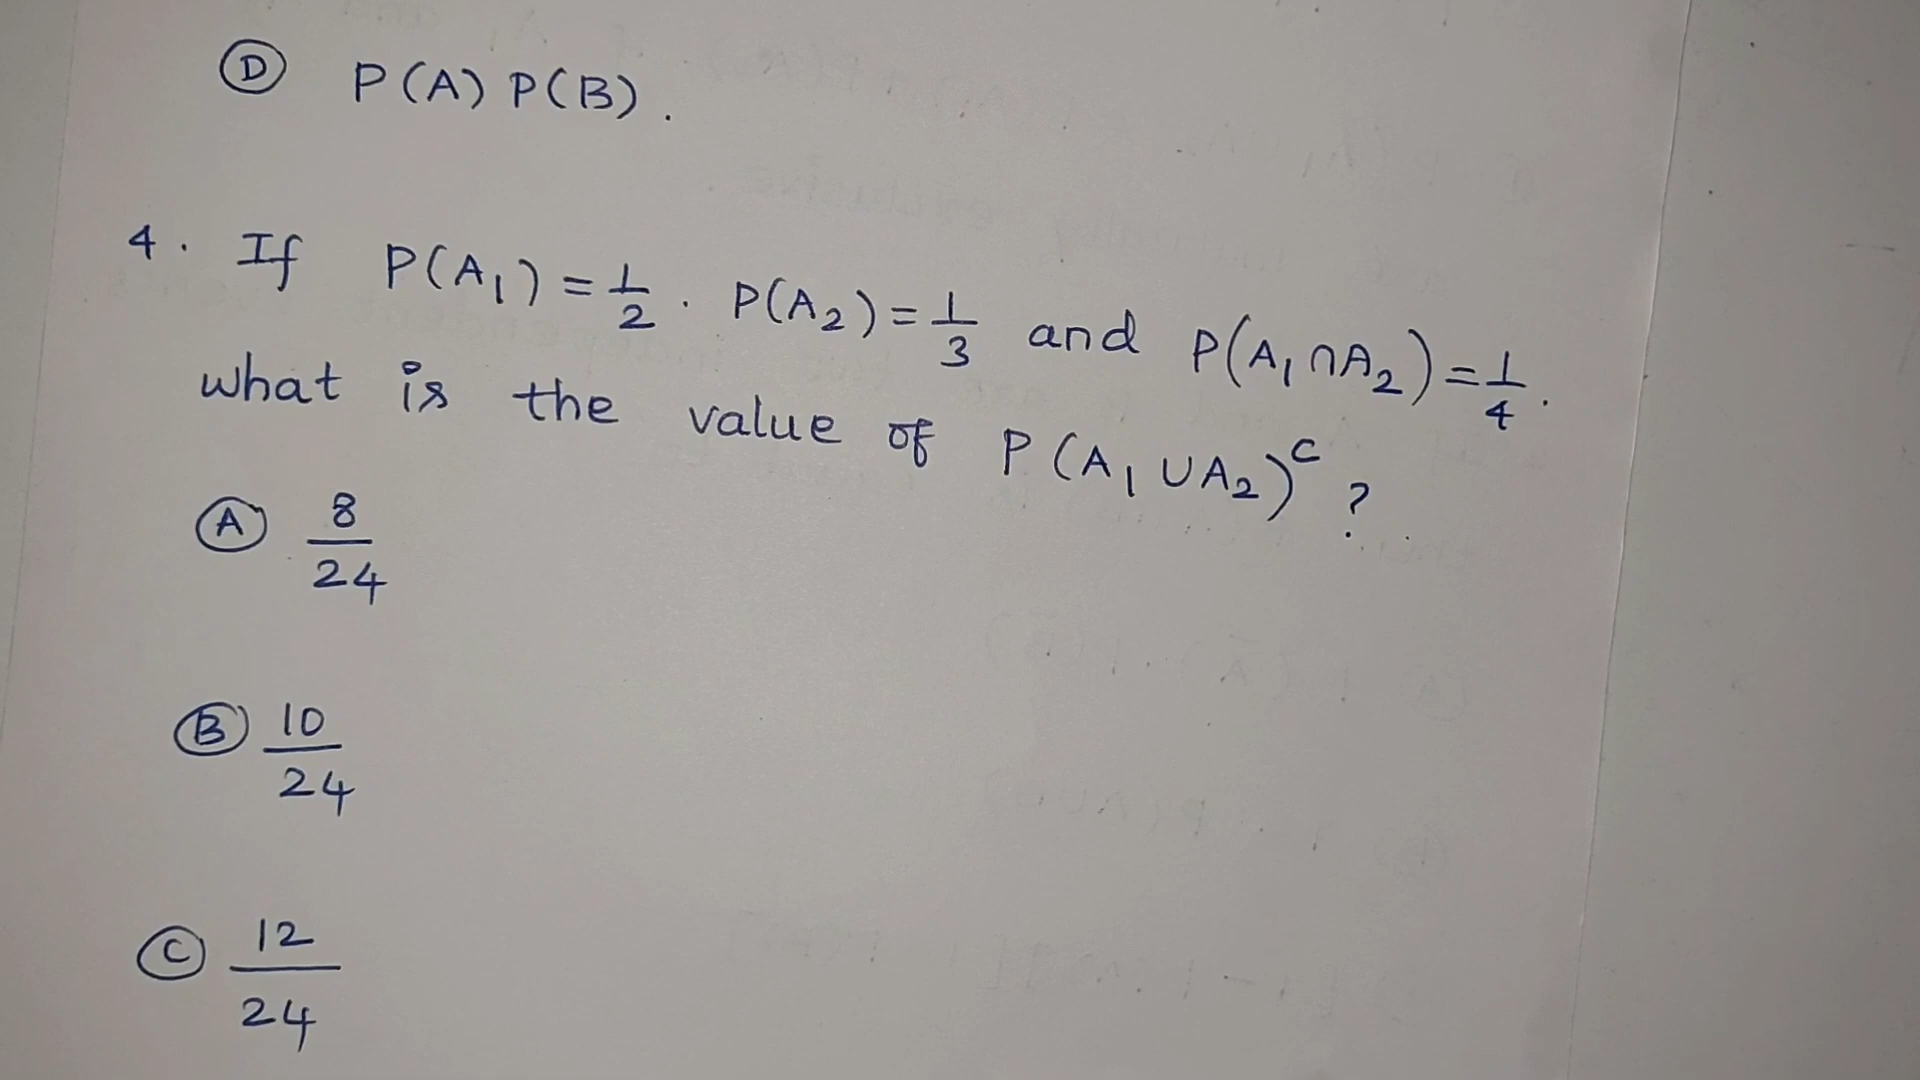 Ⓓ P(A) P(B).
4. If P(A₁) = 1/2 . P(A₂) = 1/3 and P(A₁ ∩ A₂) = 1/4 .
what is the value of P(A₁ ∪ A₂)ᶜ ?
Ⓐ 8/24
Ⓑ 10/24
Ⓒ 12/24